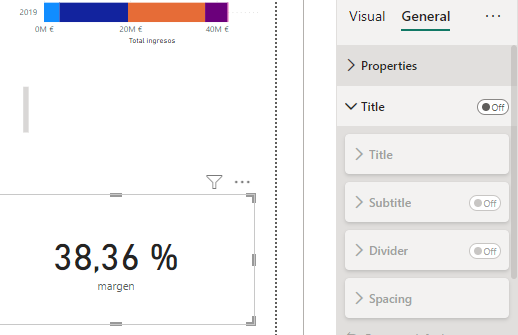 2019
0M € 20M € 40M €
Total ingresos
38,36 %
margen
Visual General
Properties
Title Off
Title
Subtitle Off
Divider Off
Spacing